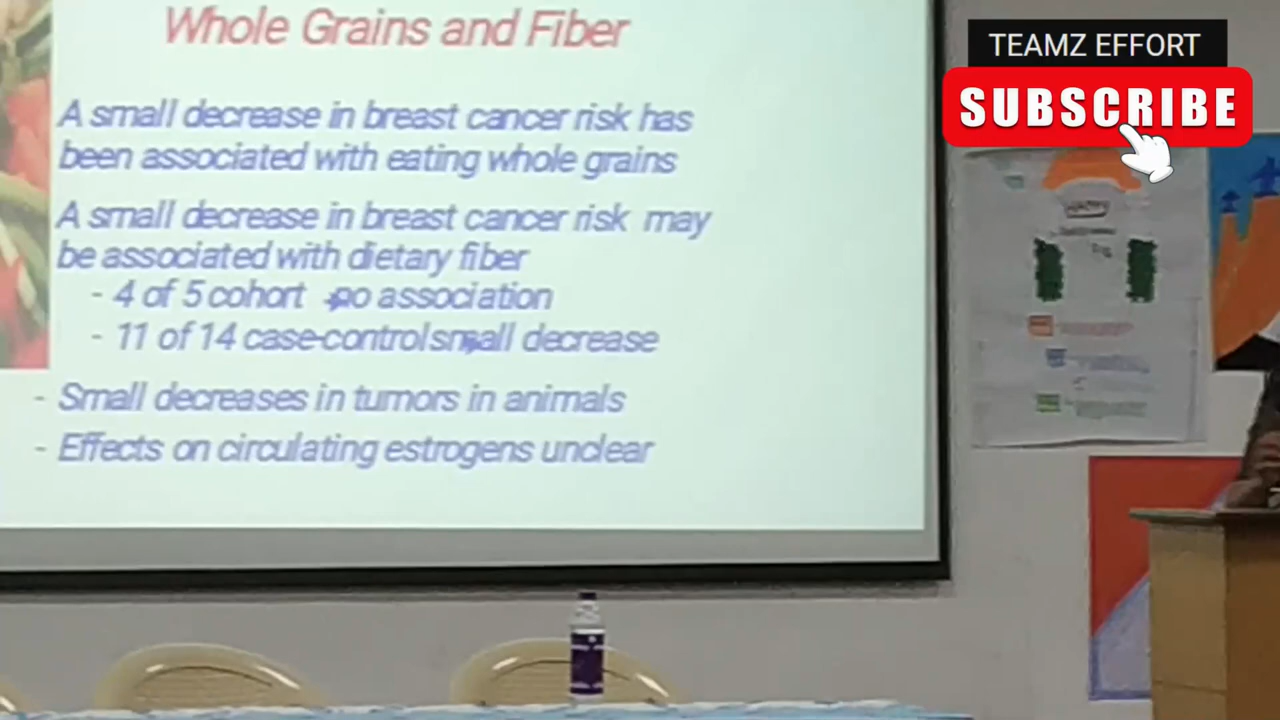 Whole Grains and Fiber
A small decrease in breast cancer risk has
been associated with eating whole grains
A small decrease in breast cancer risk may
be associated with dietary fiber
- 4 of 5 cohort no association
- 11 of 14 case-control small decrease
- Small decreases in tumors in animals
- Effects on circulating estrogens unclear
TEAMZ EFFORT
SUBSCRIBE